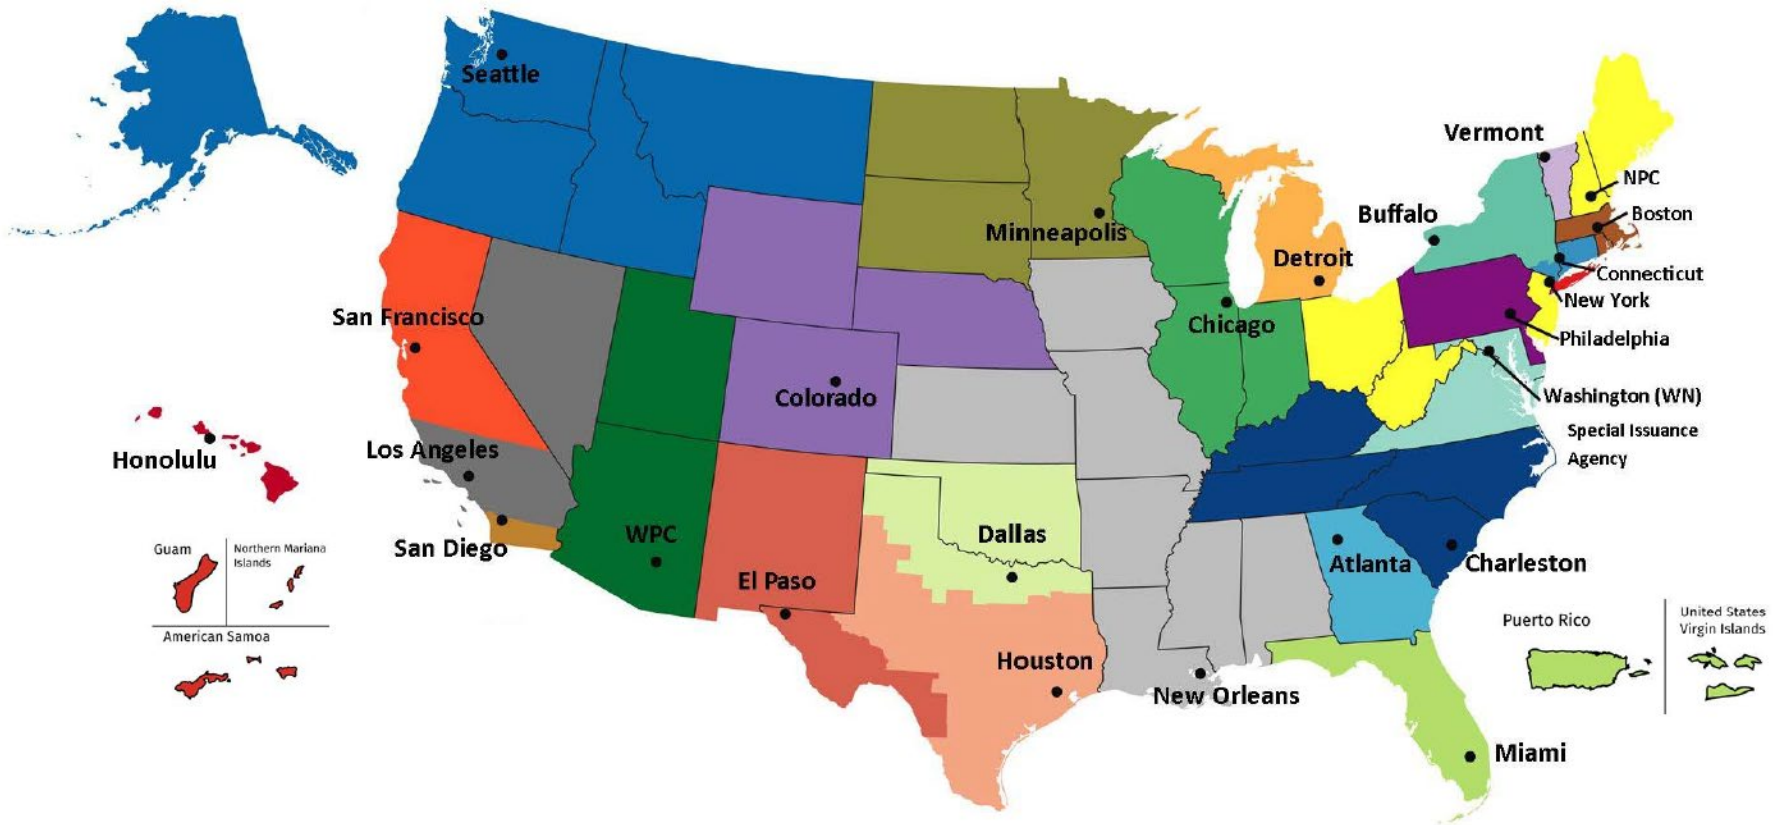 Seattle
Vermont
NPC
Boston
Buffalo
Minneapolis
Detroit
Connecticut
New York
San Francisco
Chicago
Philadelphia
Colorado
Washington (WN)
Special Issuance
Agency
Los Angeles
Honolulu
WPC
Dallas
San Diego
Guam
Northern Mariana
Islands
Atlanta
Charleston
El Paso
American Samoa
Puerto Rico
United States
Virgin Islands
Houston
New Orleans
Miami